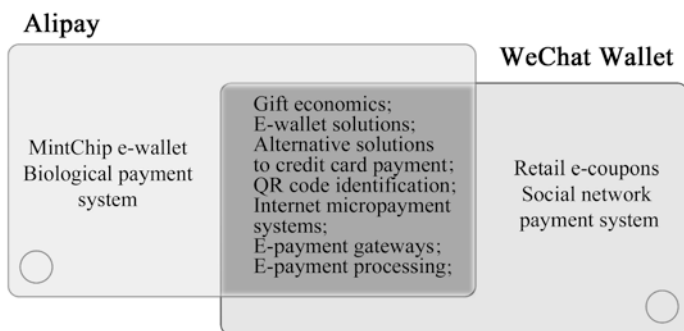 Alipay
WeChat Wallet
MintChip e-wallet
Biological payment
system
Gift economics;
E-wallet solutions;
Alternative solutions
to credit card payment;
QR code identification;
Internet micropayment
systems;
E-payment gateways;
E-payment processing;
Retail e-coupons
Social network
payment system